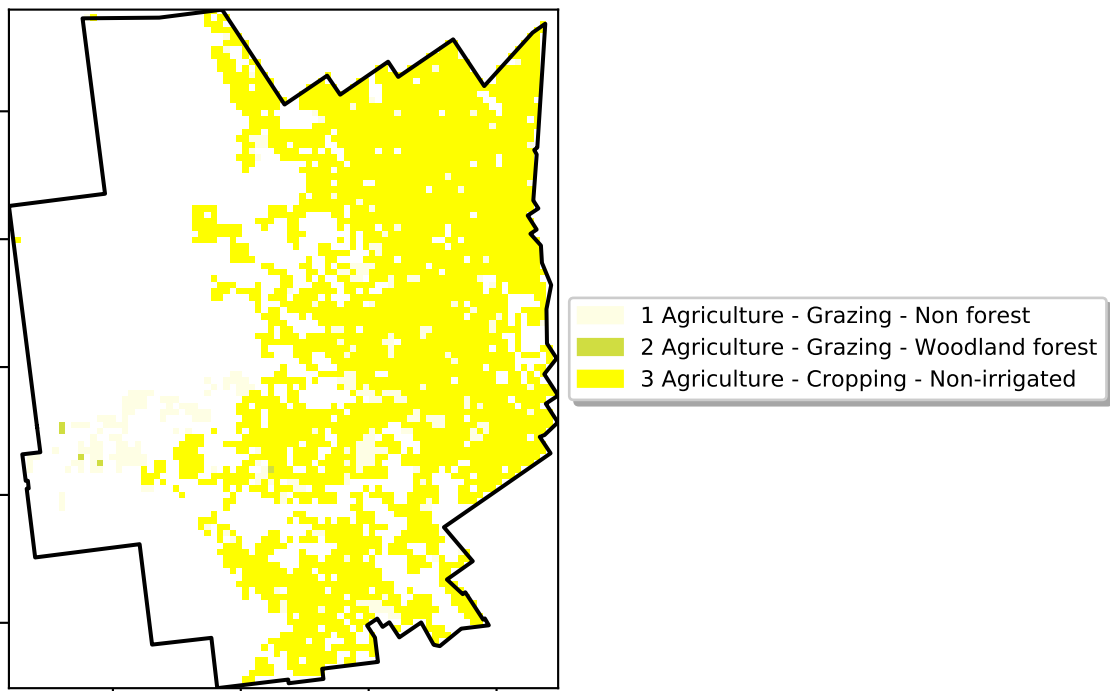 1 Agriculture - Grazing - Non forest
2 Agriculture - Grazing - Woodland forest
3 Agriculture - Cropping - Non-irrigated